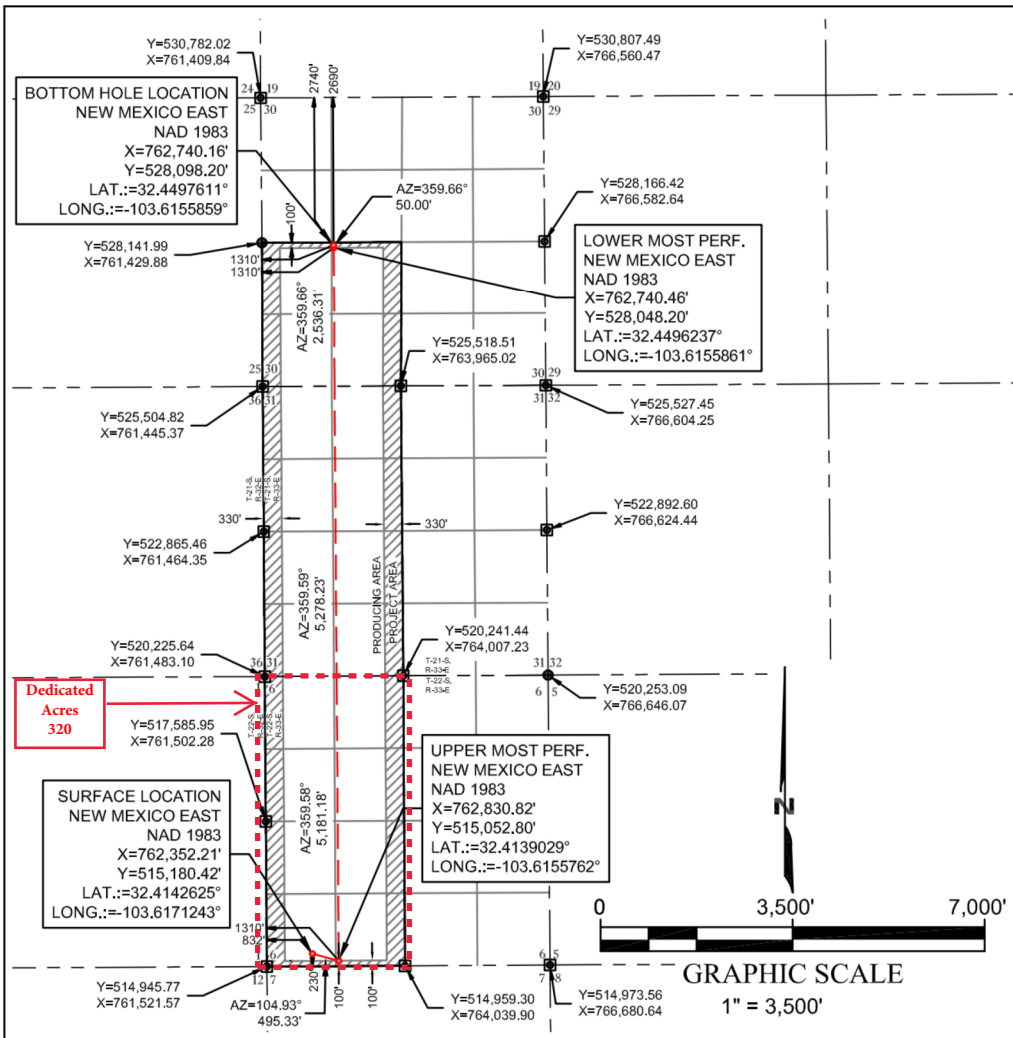 Y=530,782.02
X=761,409.84
Y=530,807.49
X=766,560.47
24 19
25 30
2740'
2690'
19 20
30 29
BOTTOM HOLE LOCATION
NEW MEXICO EAST
NAD 1983
X=762,740.16'
Y=528,098.20'
LAT.:=32.4497611°
LONG.:=-103.6155859°
AZ=359.66°
50.00'
100'
Y=528,166.42
X=766,582.64
Y=528,141.99
X=761,429.88
1310'
1310'
LOWER MOST PERF.
NEW MEXICO EAST
NAD 1983
X=762,740.46'
Y=528,048.20'
LAT.:=32.4496237°
LONG.:=-103.6155861°
AZ=359.66°
2,536.31'
Y=525,518.51
X=763,965.02
25 30
36 31
30 29
31 32
Y=525,504.82
X=761,445.37
Y=525,527.45
X=766,604.25
T-21-S,
R-32-E
T-21-S,
R-33-E
330'
330'
Y=522,892.60
X=766,624.44
Y=522,865.46
X=761,464.35
AZ=359.59°
5,278.23'
PRODUCING AREA
PROJECT AREA
Y=520,225.64
X=761,483.10
36 31
6
Y=520,241.44
X=764,007.23
T-21-S,
R-33-E
T-22-S,
R-33-E
31 32
6 5
Y=520,253.09
X=766,646.07
Dedicated
Acres
320
T-22-S,
T-22-S,
R-33-E
Y=517,585.95
X=761,502.28
UPPER MOST PERF.
NEW MEXICO EAST
NAD 1983
X=762,830.82'
Y=515,052.80'
LAT.:=32.4139029°
LONG.:=-103.6155762°
SURFACE LOCATION
NEW MEXICO EAST
NAD 1983
X=762,352.21'
Y=515,180.42'
LAT.:=32.4142625°
LONG.:=-103.6171243°
AZ=359.58°
5,181.18'
N
1310'
832'
0 3,500' 7,000'
GRAPHIC SCALE
1" = 3,500'
6
12 7
230'
100'
100'
6 5
7 8
Y=514,945.77
X=761,521.57
AZ=104.93°
495.33'
Y=514,959.30
X=764,039.90
Y=514,973.56
X=766,680.64